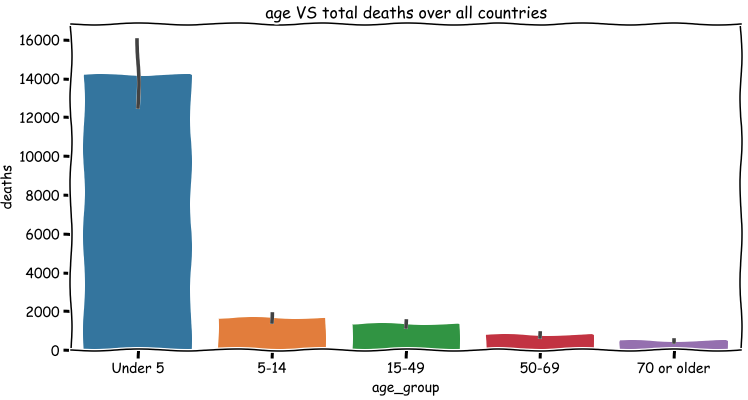 age VS total deaths over all countries
16000
14000
12000
10000
8000
6000
4000
2000
0
deaths
Under 5
5-14
15-49
50-69
70 or older
age_group